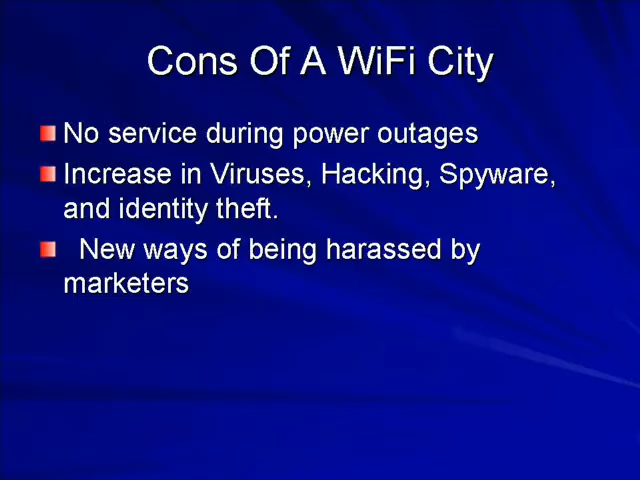 Cons Of A WiFi City
No service during power outages
Increase in Viruses, Hacking, Spyware,
and identity theft.
New ways of being harassed by
marketers